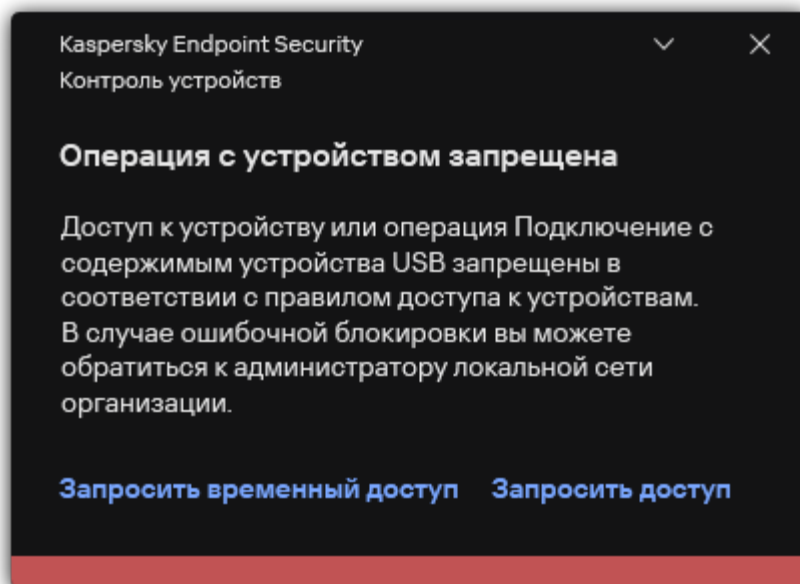 Kaspersky Endpoint Security
Контроль устройств
Операция с устройством запрещена
Доступ к устройству или операция Подключение с
содержимым устройства USB запрещены в
соответствии с правилом доступа к устройствам.
В случае ошибочной блокировки вы можете
обратиться к администратору локальной сети
организации.
Запросить временный доступ Запросить доступ